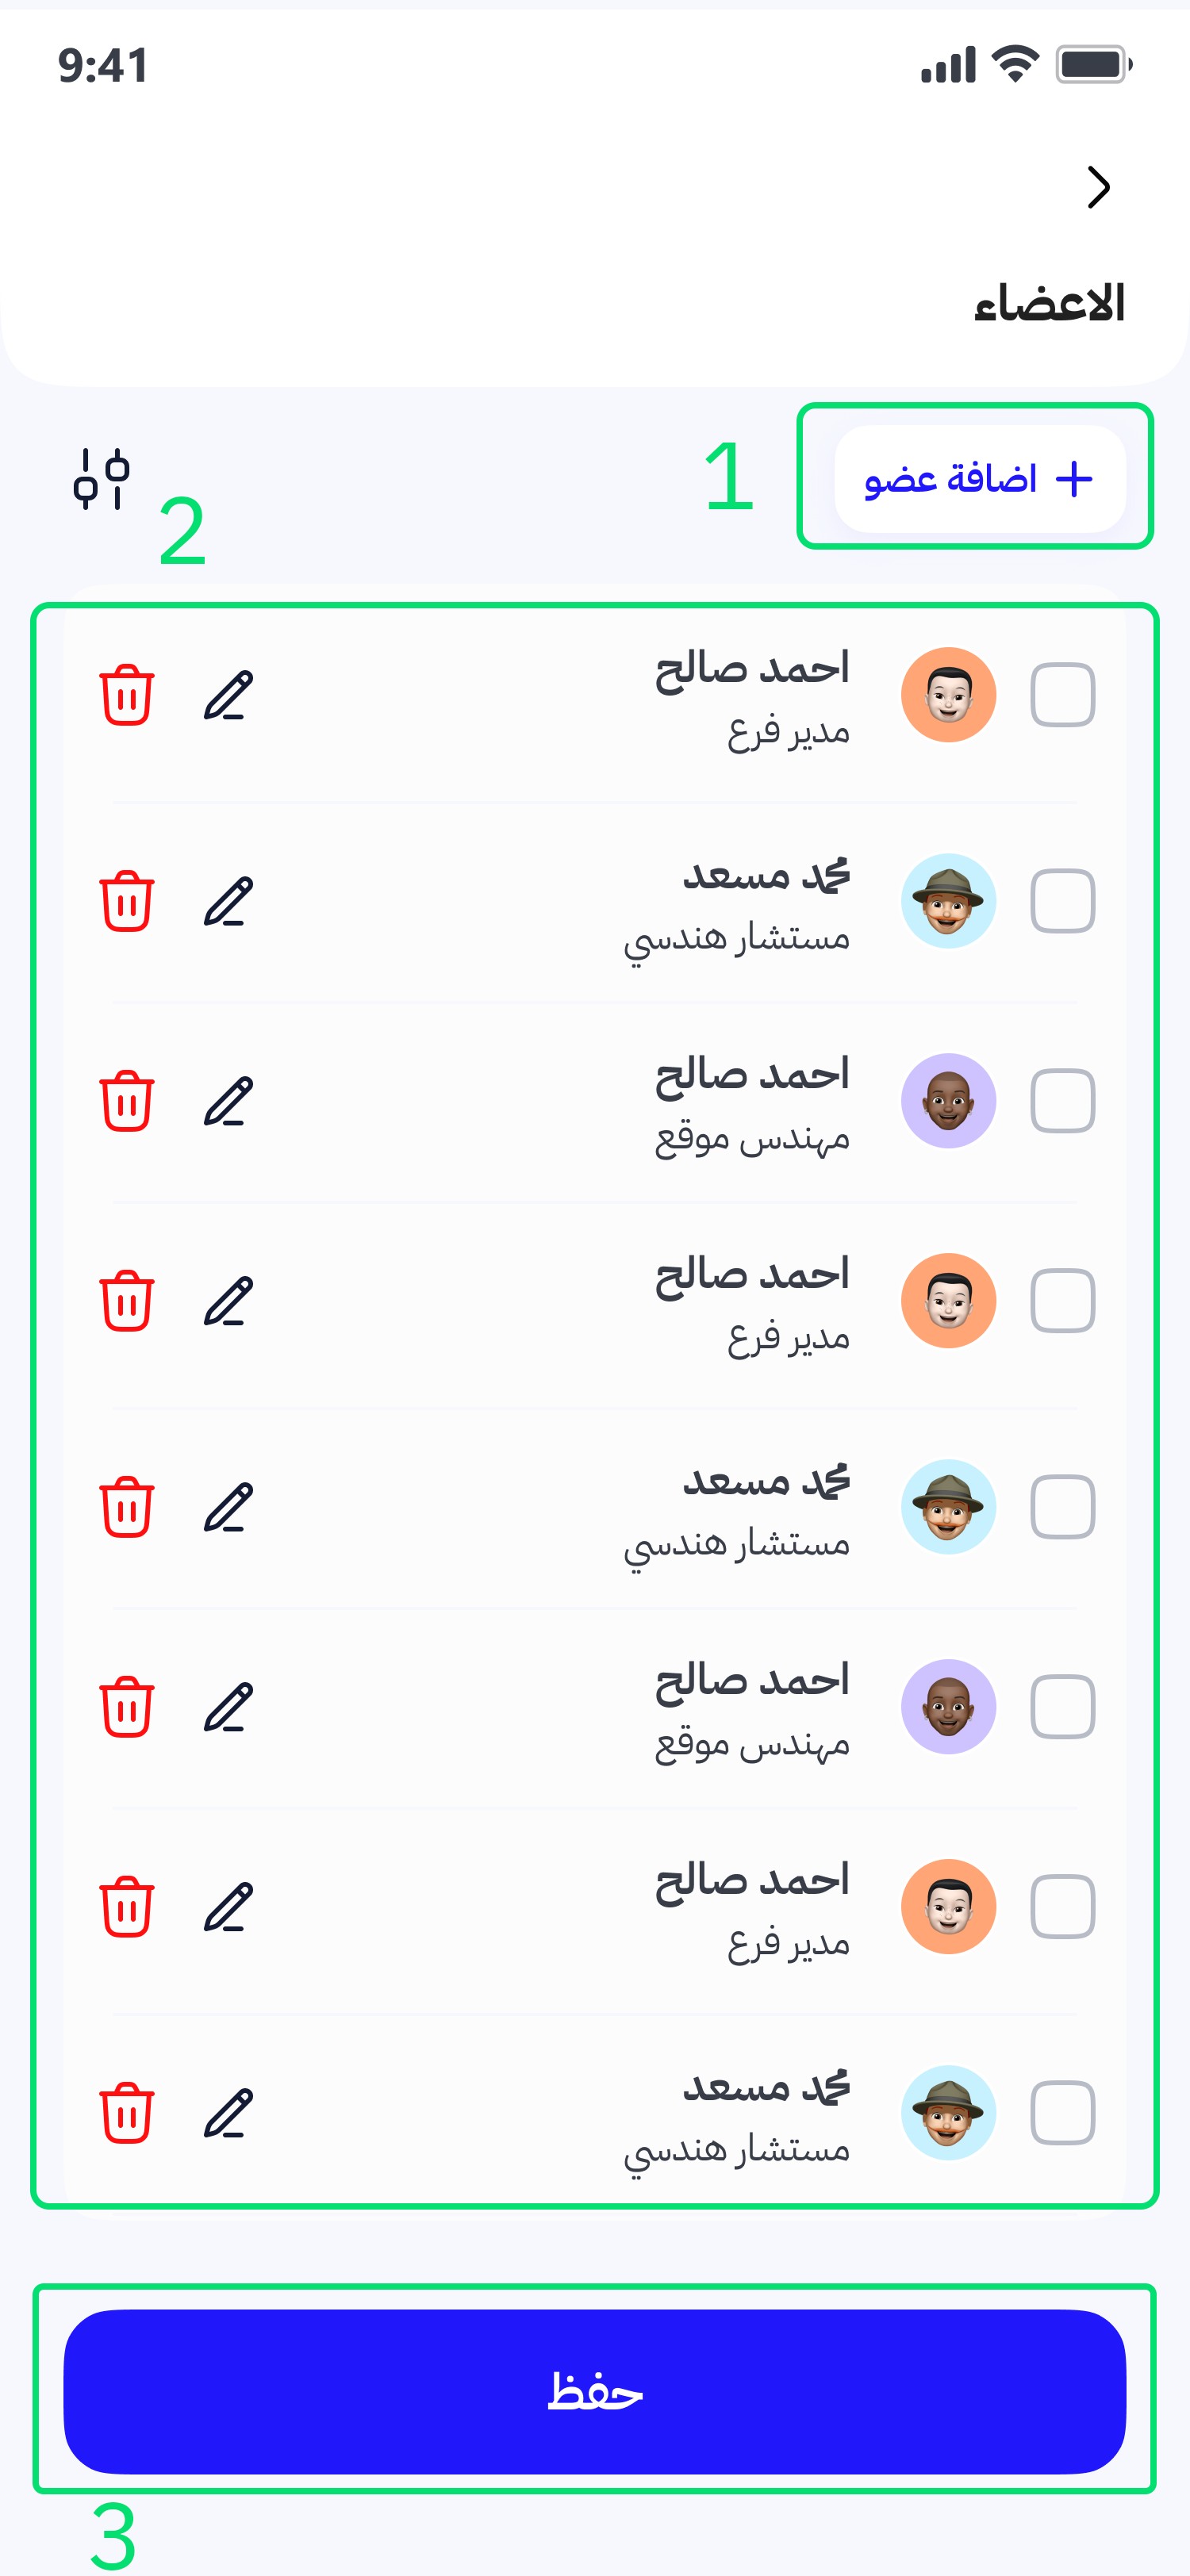 9:41
الاعضاء
اضافة عضو
1
2
احمد صالح
مدير فرع
محمد مسعد
مستشار هندسي
احمد صالح
مهندس موقع
احمد صالح
مدير فرع
محمد مسعد
مستشار هندسي
احمد صالح
مهندس موقع
احمد صالح
مدير فرع
محمد مسعد
مستشار هندسي
حفظ
3